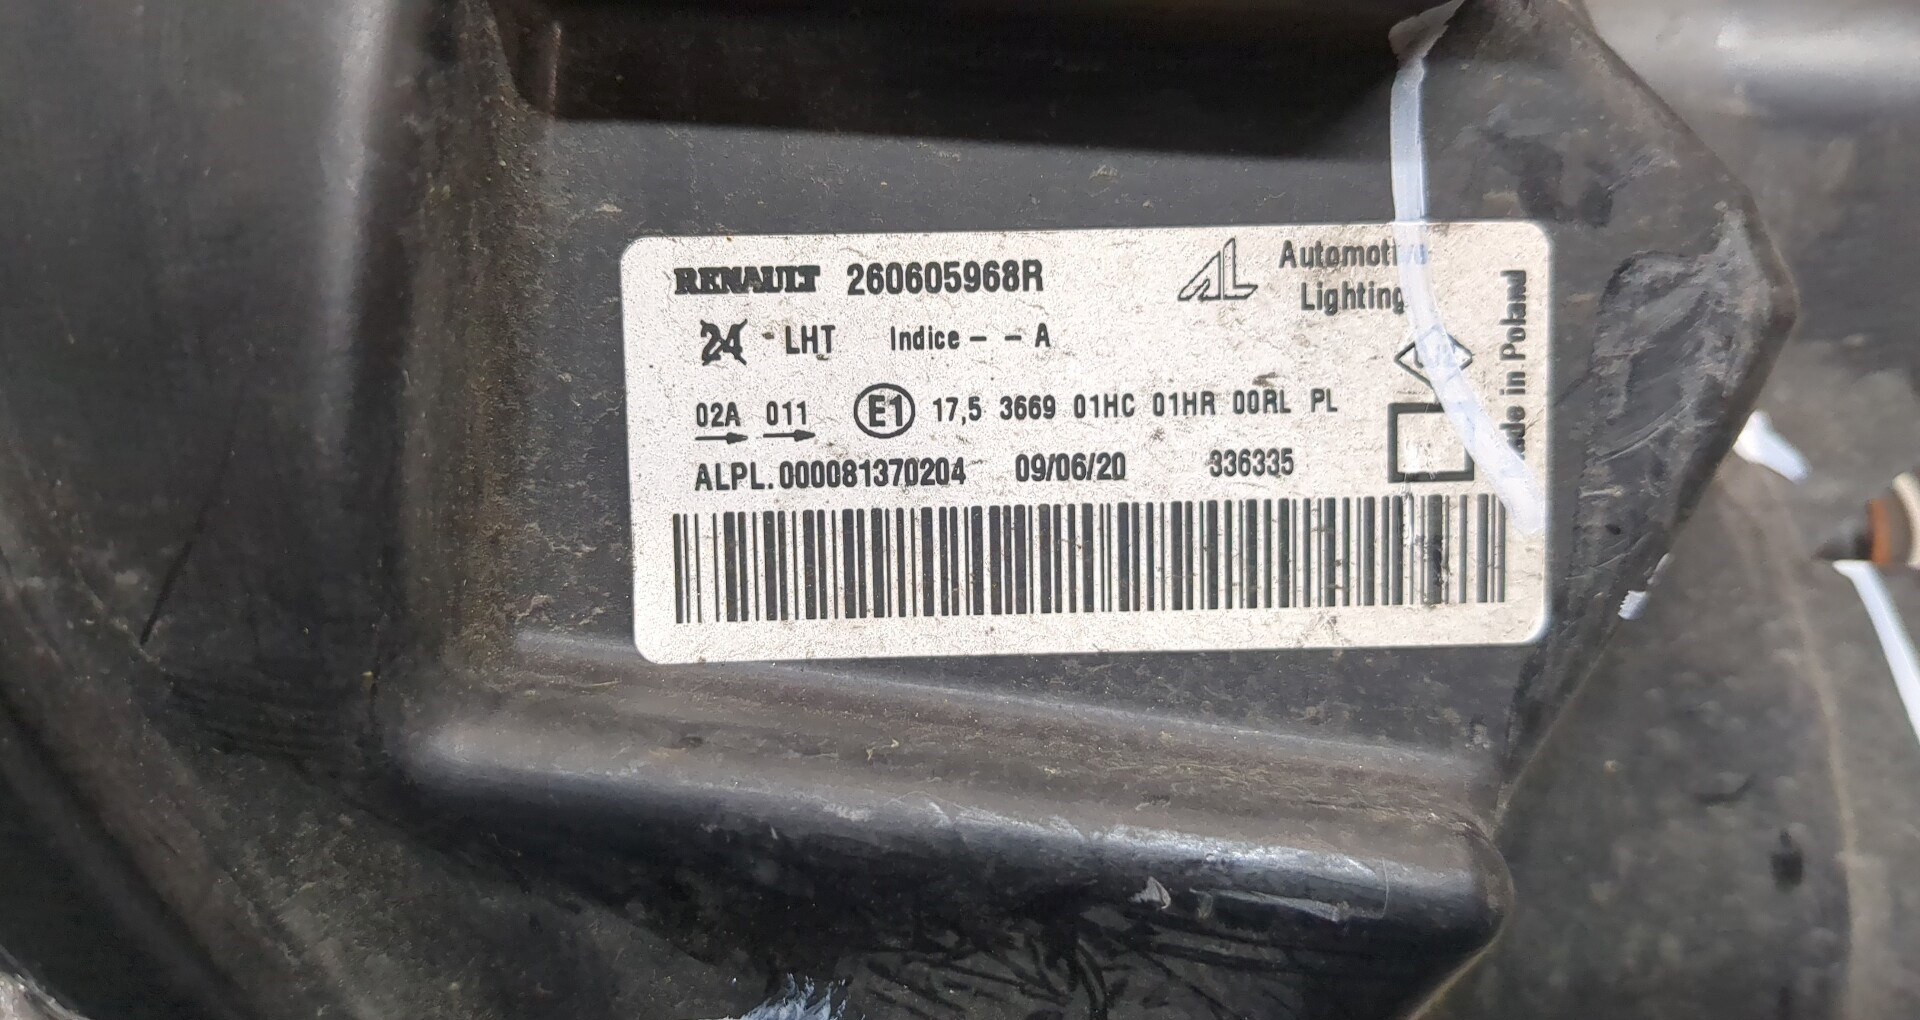 RENAULT 260605968R
Automotive
Lighting
24 - LHT Indice - - A
02A 011 E1 17,5 3669 01HC 01HR 00RL PL
ALPL.000081370204 09/06/20 336335
Made in Poland